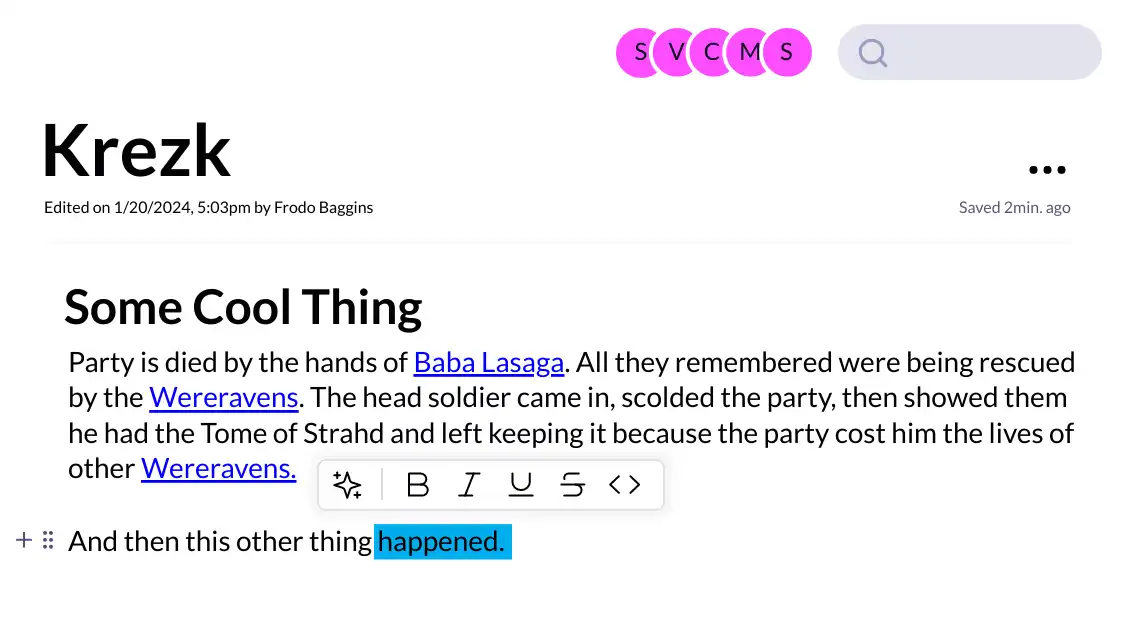 S V C M S
Krezk
Edited on 1/20/2024, 5:03pm by Frodo Baggins
Saved 2min. ago
Some Cool Thing
Party is died by the hands of Baba Lasaga. All they remembered were being rescued
by the Wereravens. The head soldier came in, scolded the party, then showed them
he had the Tome of Strahd and left keeping it because the party cost him the lives of
other Wereravens.
B I U S <>
And then this other thing happened.